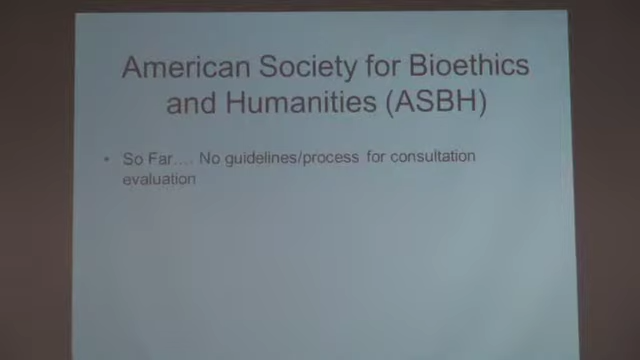 American Society for Bioethics
and Humanities (ASBH)
• So Far.... No guidelines/process for consultation
evaluation